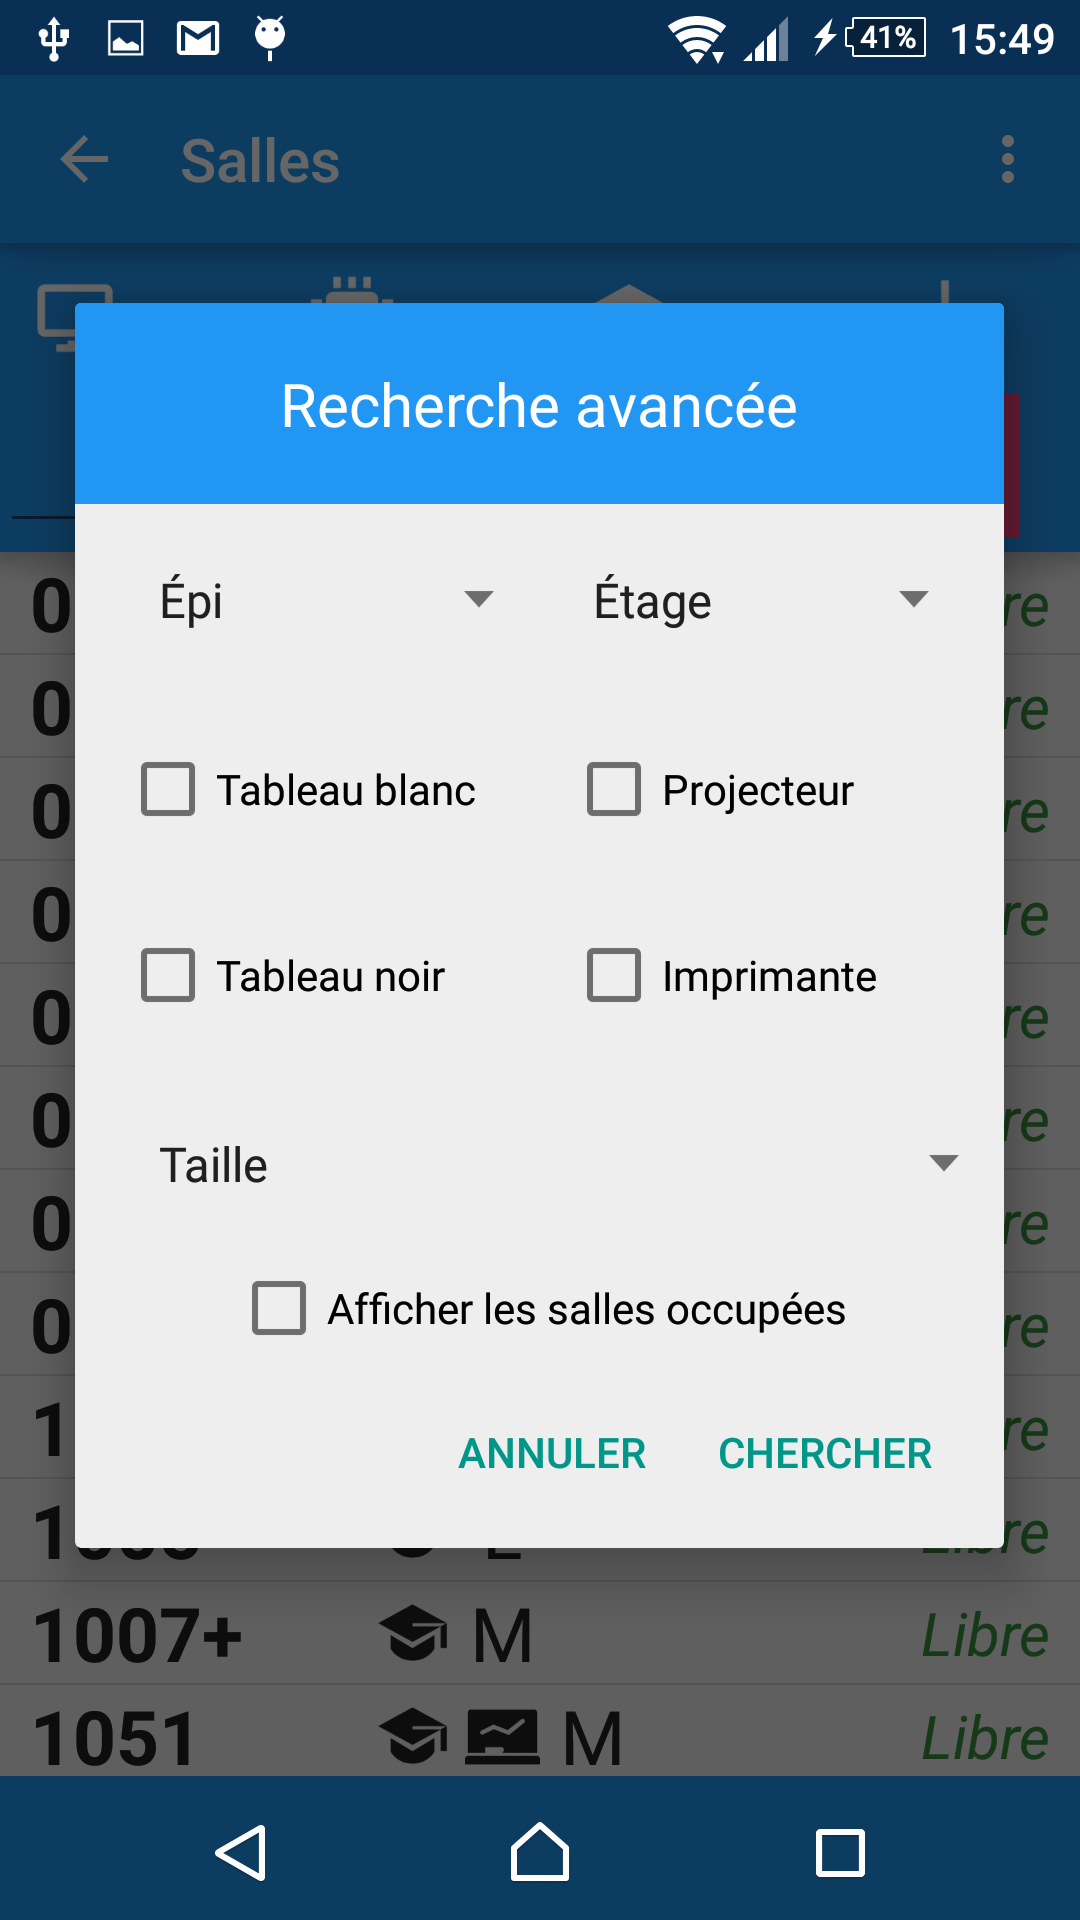 41% 15:49
Salles
Recherche avancée
Épi Étage
Tableau blanc Projecteur
Tableau noir Imprimante
Taille
Afficher les salles occupées
ANNULER CHERCHER
1007+ M Libre
1051 M Libre